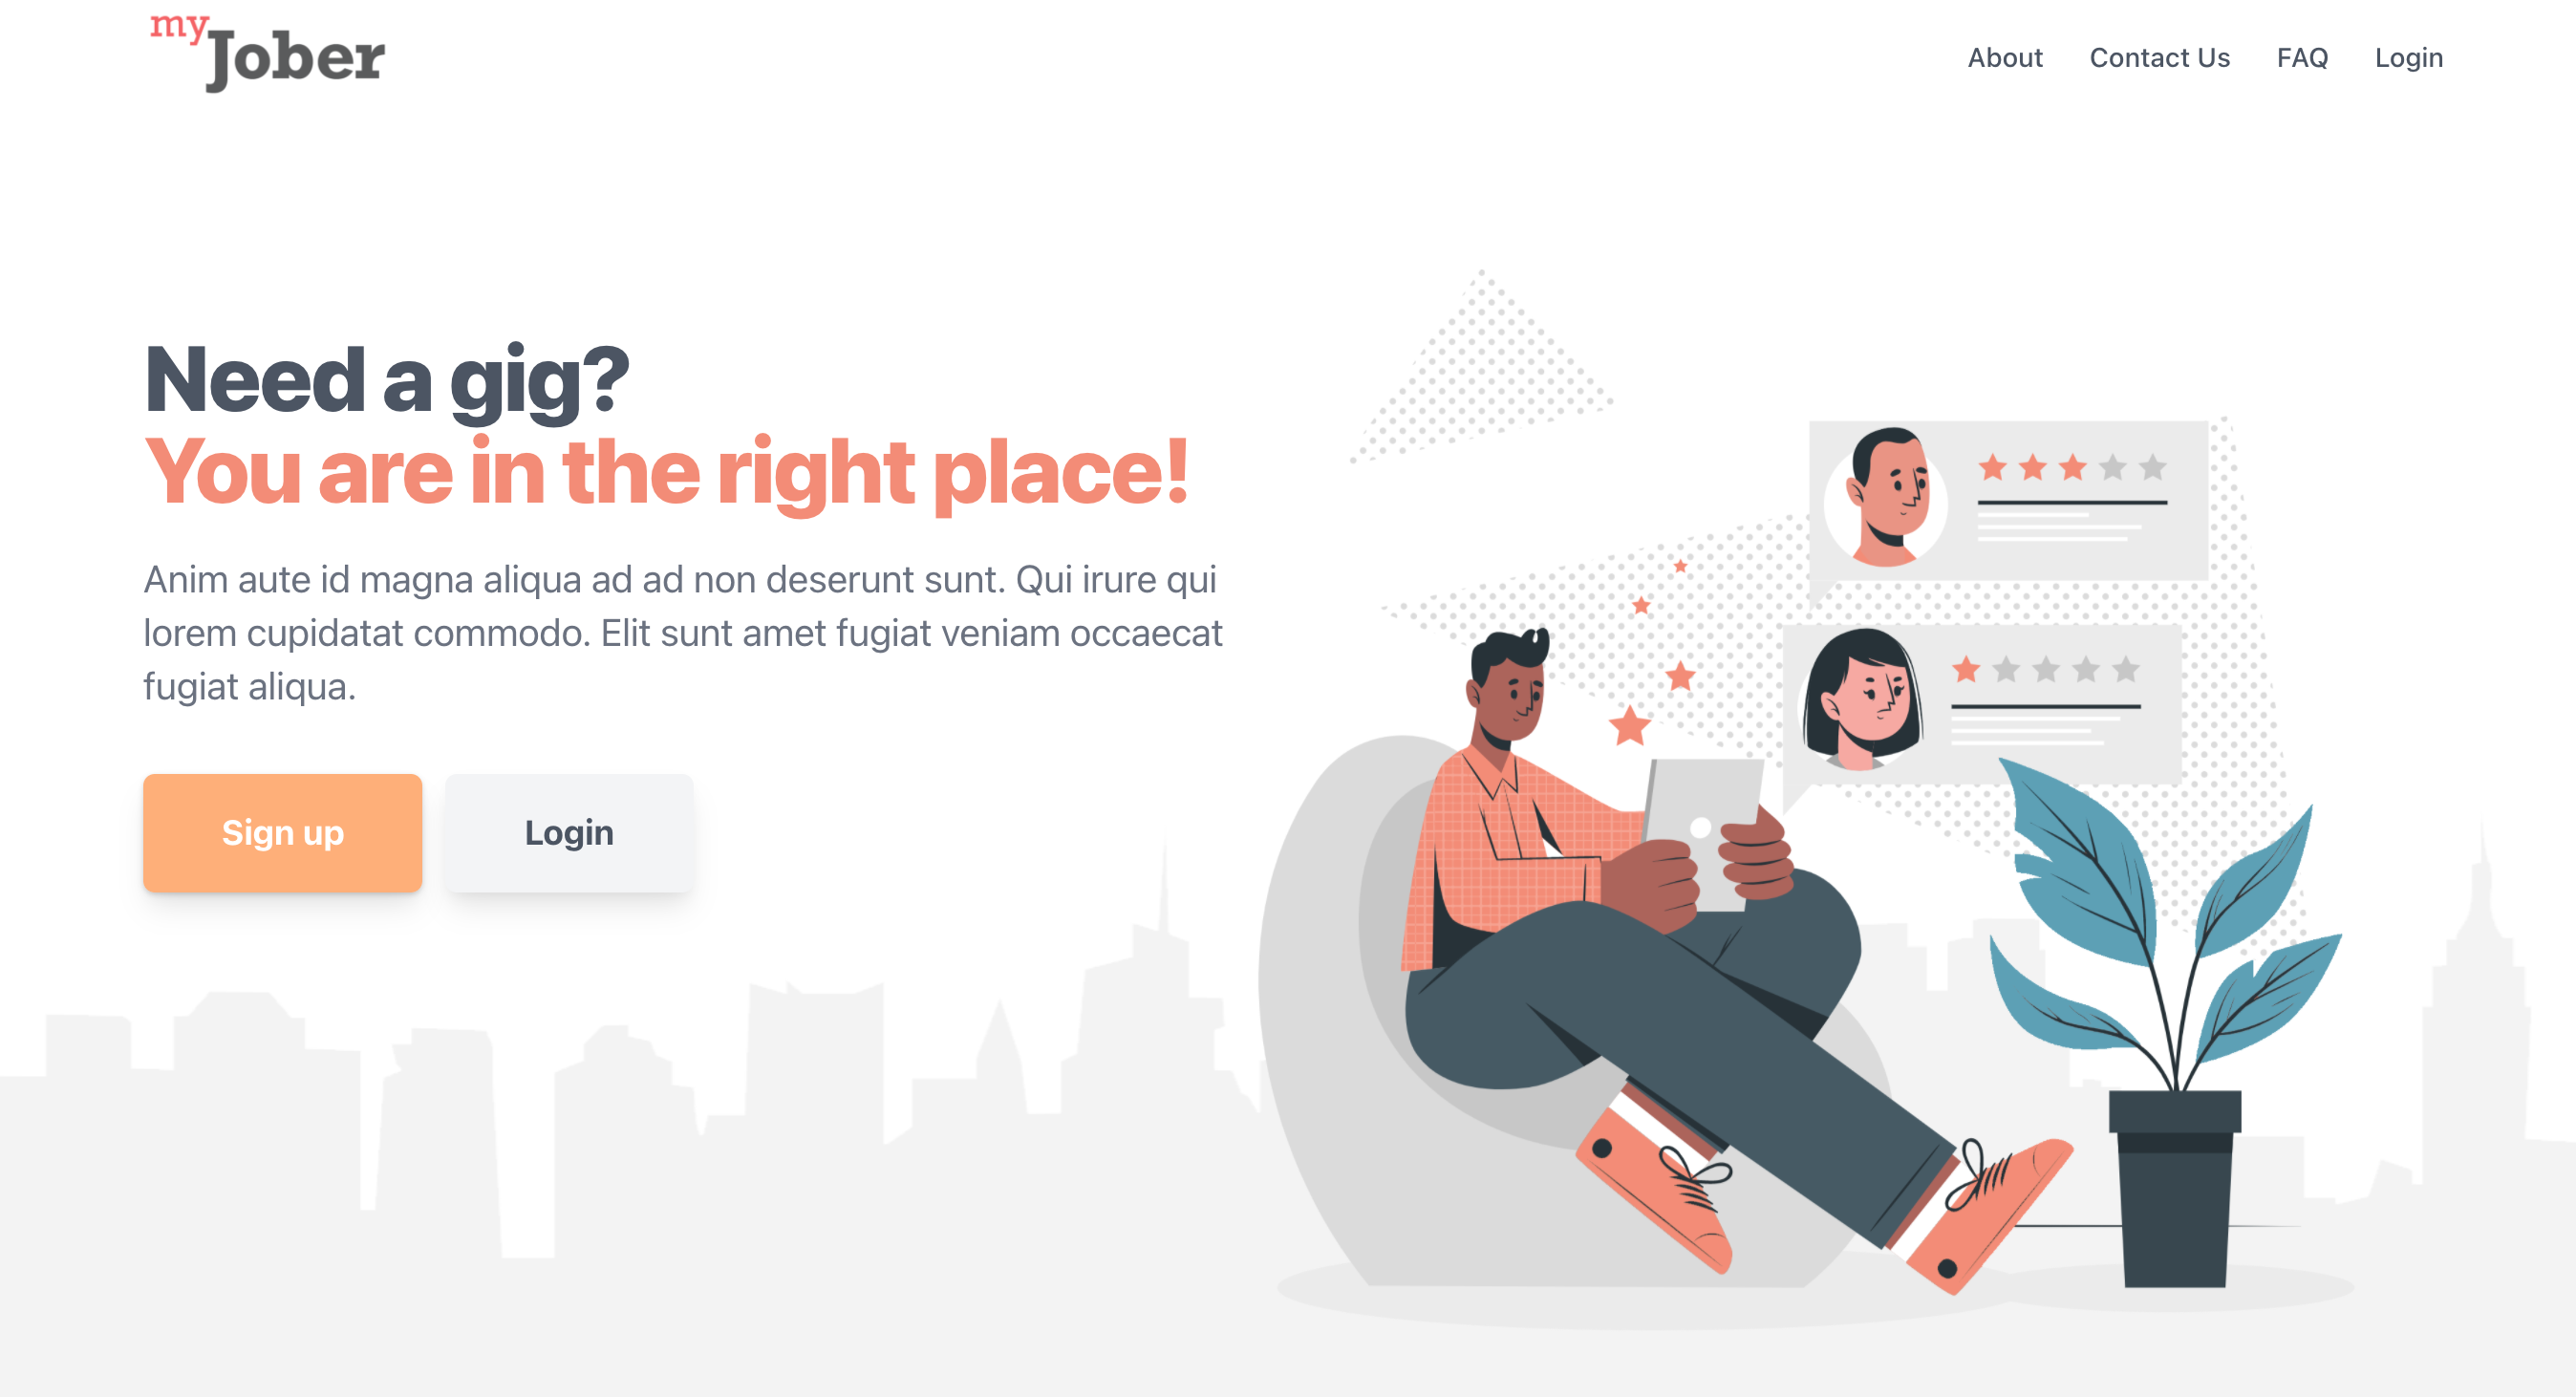 my
Jober
About Contact Us FAQ Login
Need a gig?
You are in the right place!
Anim aute id magna aliqua ad ad non deserunt sunt. Qui irure qui
lorem cupidatat commodo. Elit sunt amet fugiat veniam occaecat
fugiat aliqua.
Sign up Login